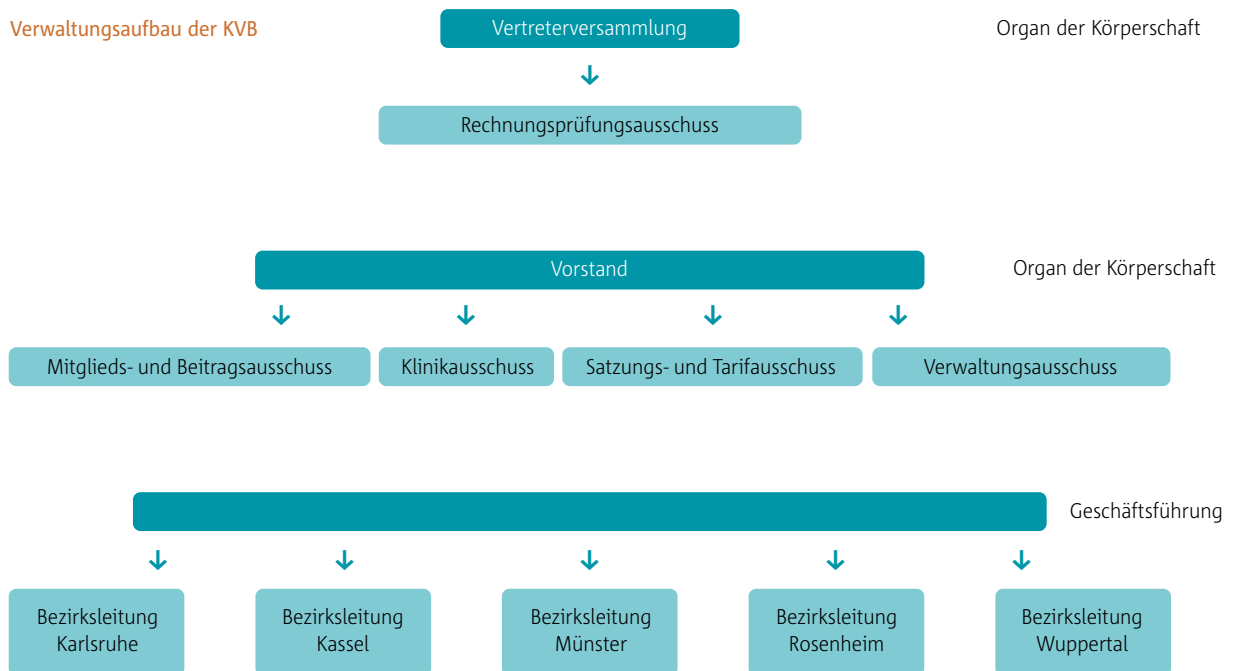 Verwaltungsaufbau der KVB
Vertreterversammlung
Organ der Körperschaft
Rechnungsprüfungsausschuss
Vorstand
Organ der Körperschaft
Mitglieds- und Beitragsausschuss
Klinikausschuss
Satzungs- und Tarifausschuss
Verwaltungsausschuss
Geschäftsführung
Bezirksleitung
Karlsruhe
Bezirksleitung
Kassel
Bezirksleitung
Münster
Bezirksleitung
Rosenheim
Bezirksleitung
Wuppertal